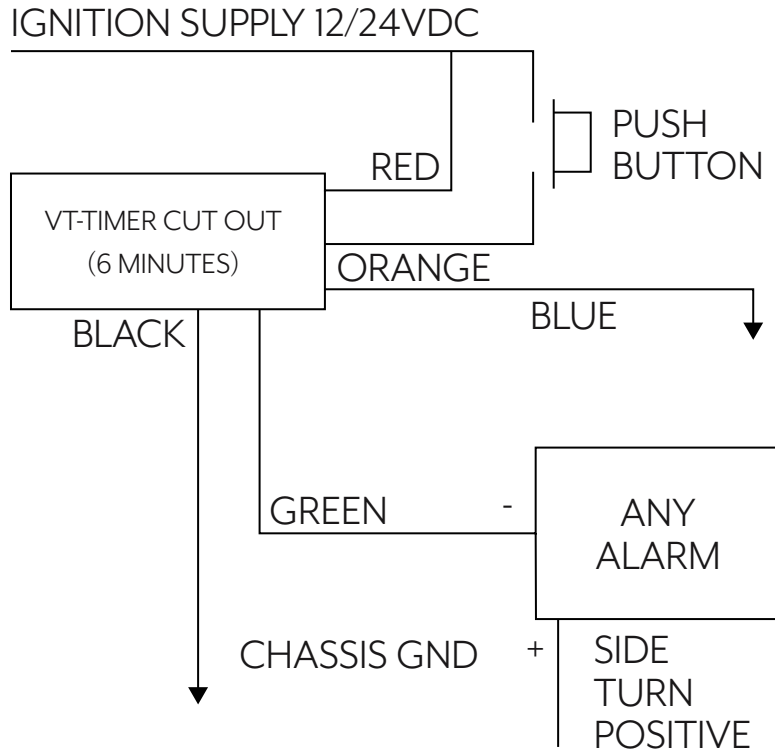 IGNITION SUPPLY 12/24VDC
PUSH
BUTTON
RED
VT-TIMER CUT OUT
(6 MINUTES)
ORANGE
BLUE
BLACK
GREEN
-
ANY
ALARM
CHASSIS GND
+
SIDE
TURN
POSITIVE